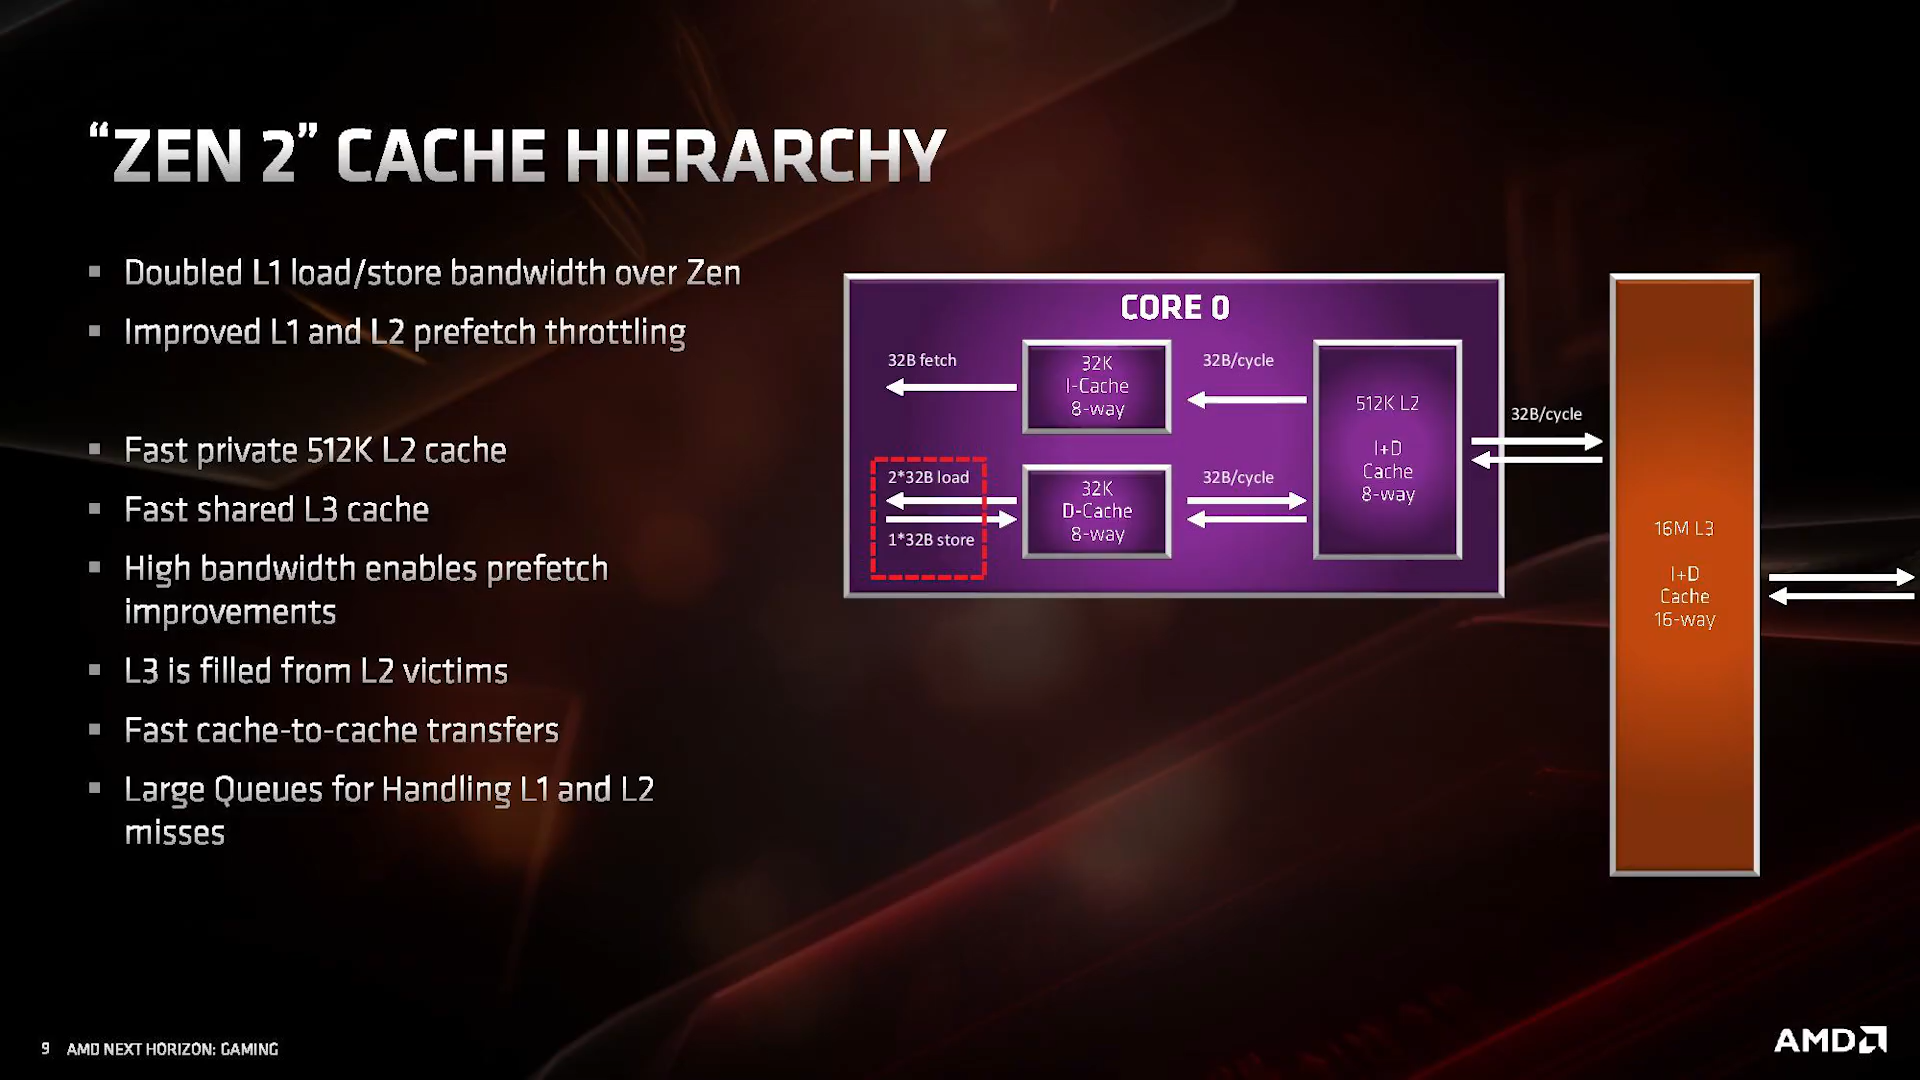 “ZEN 2” CACHE HIERARCHY
Doubled L1 load/store bandwidth over Zen
Improved L1 and L2 prefetch throttling
Fast private 512K L2 cache
Fast shared L3 cache
High bandwidth enables prefetch
improvements
L3 is filled from L2 victims
Fast cache-to-cache transfers
Large Queues for Handling L1 and L2
misses
CORE 0
32B fetch
32K
I-Cache
8-way
32B/cycle
2*32B load
1*32B store
32K
D-Cache
8-way
32B/cycle
512K L2
I+D
Cache
8-way
32B/cycle
16M L3
I+D
Cache
16-way
9 AMD NEXT HORIZON: GAMING
AMD